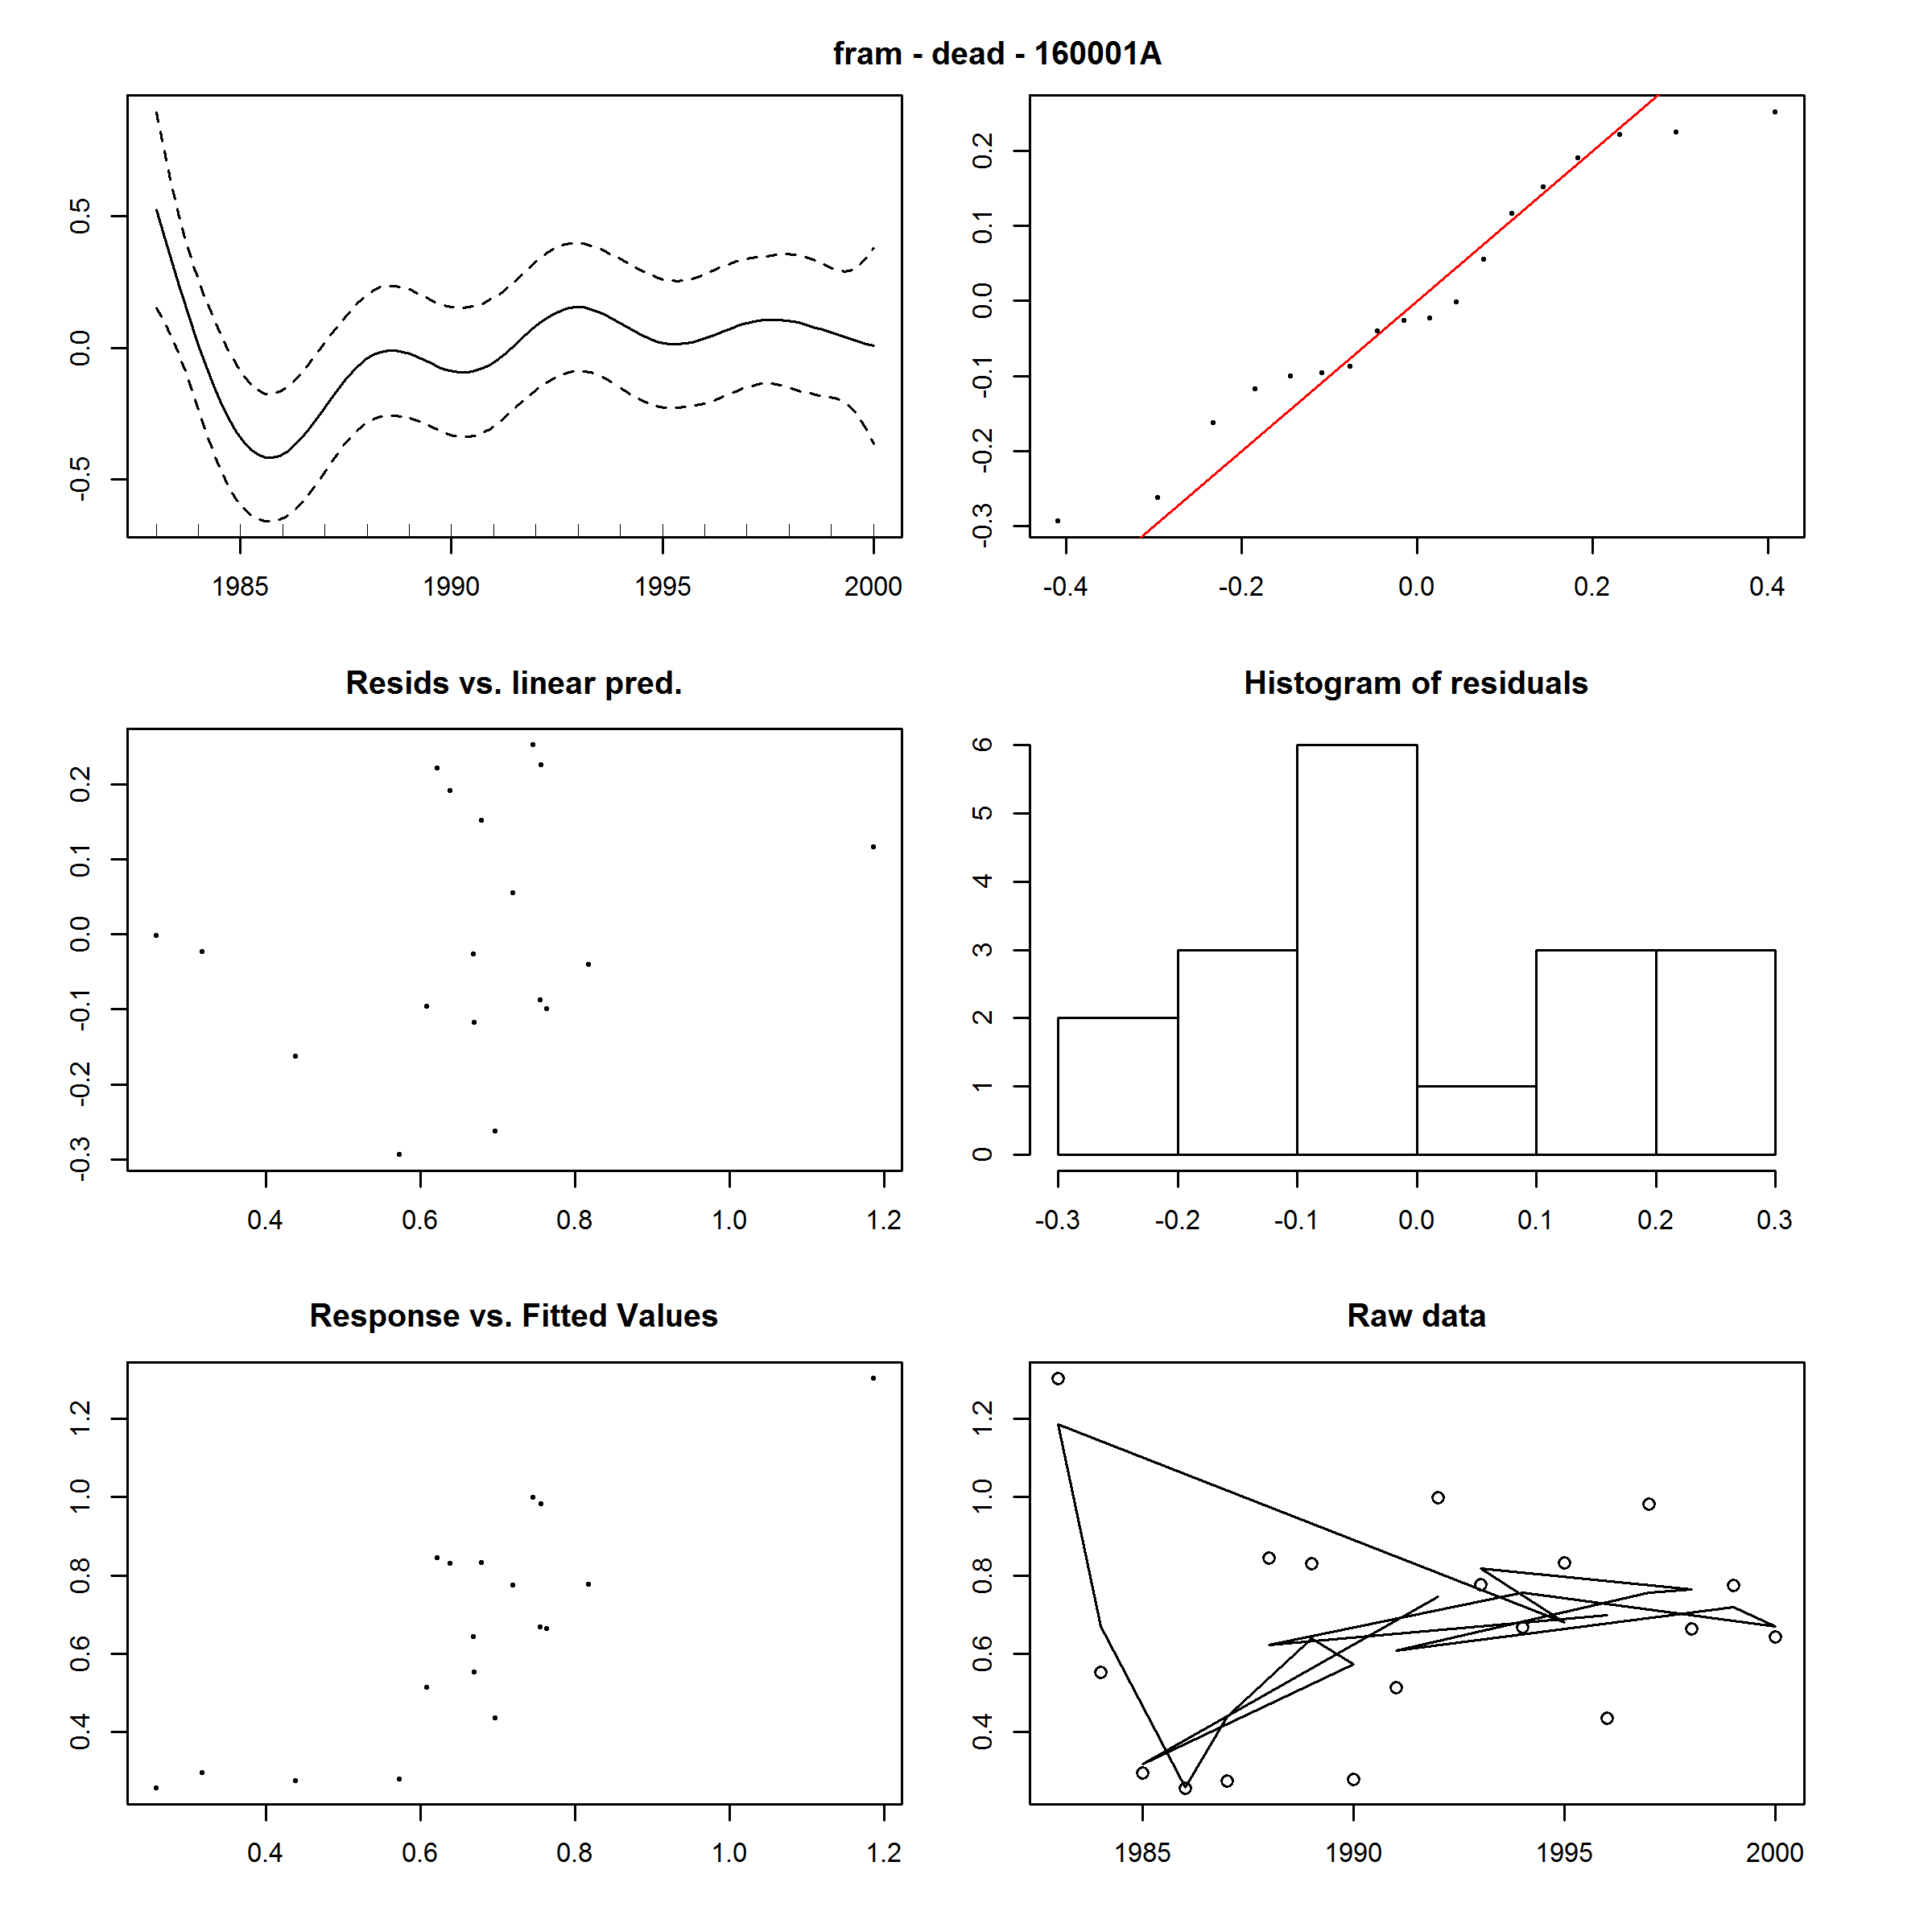 fram - dead - 160001A
0.5
0.0
-0.5
1985 1990 1995 2000
0.2
0.1
0.0
-0.1
-0.2
-0.3
-0.4 -0.2 0.0 0.2 0.4
Resids vs. linear pred.
0.2
0.1
0.0
-0.1
-0.2
-0.3
0.4 0.6 0.8 1.0 1.2
Histogram of residuals
6
5
4
3
2
1
0
-0.3 -0.2 -0.1 0.0 0.1 0.2 0.3
Response vs. Fitted Values
1.2
1.0
0.8
0.6
0.4
0.4 0.6 0.8 1.0 1.2
Raw data
1.2
1.0
0.8
0.6
0.4
1985 1990 1995 2000